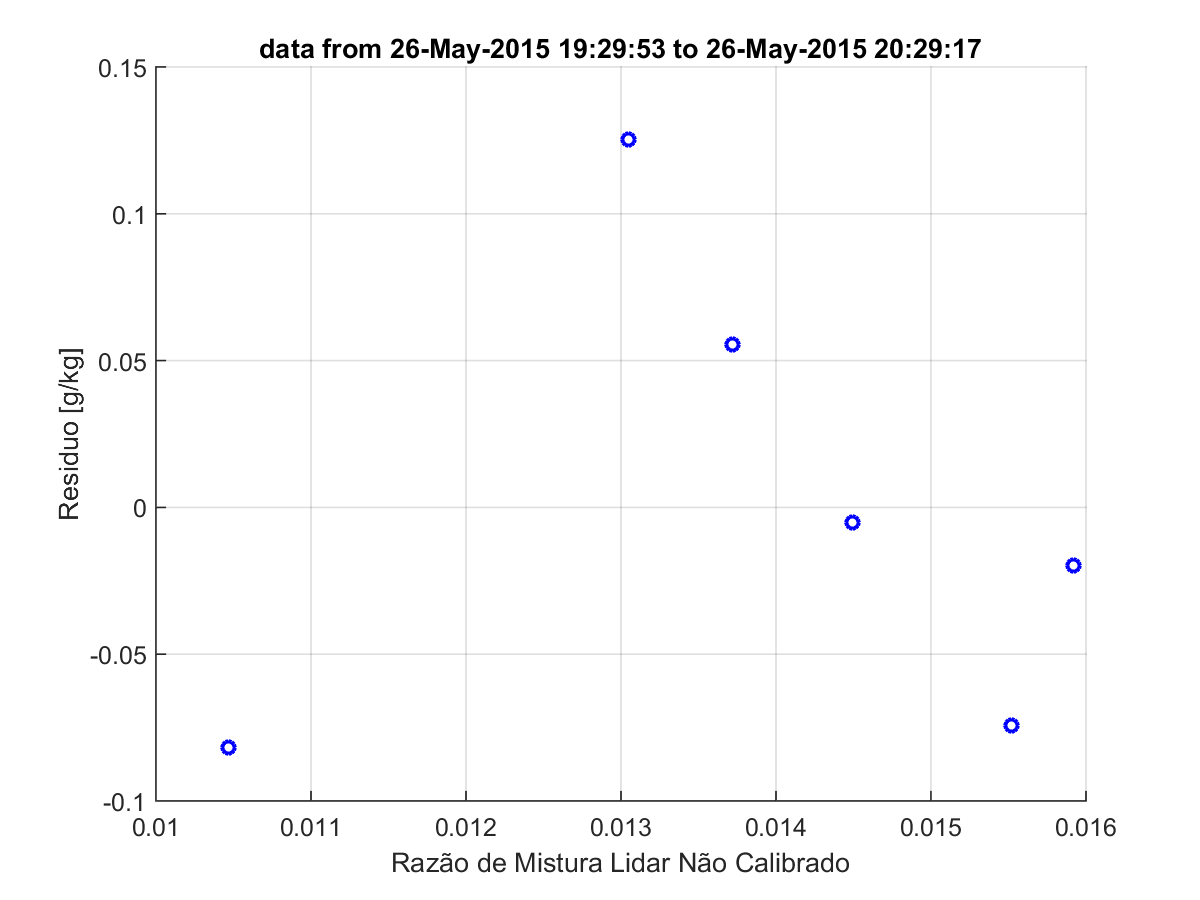 data from 26-May-2015 19:29:53 to 26-May-2015 20:29:17
0.15
0.1
0.05
0
-0.05
-0.1
Residuo [g/kg]
0.01 0.011 0.012 0.013 0.014 0.015 0.016
Razão de Mistura Lidar Não Calibrado